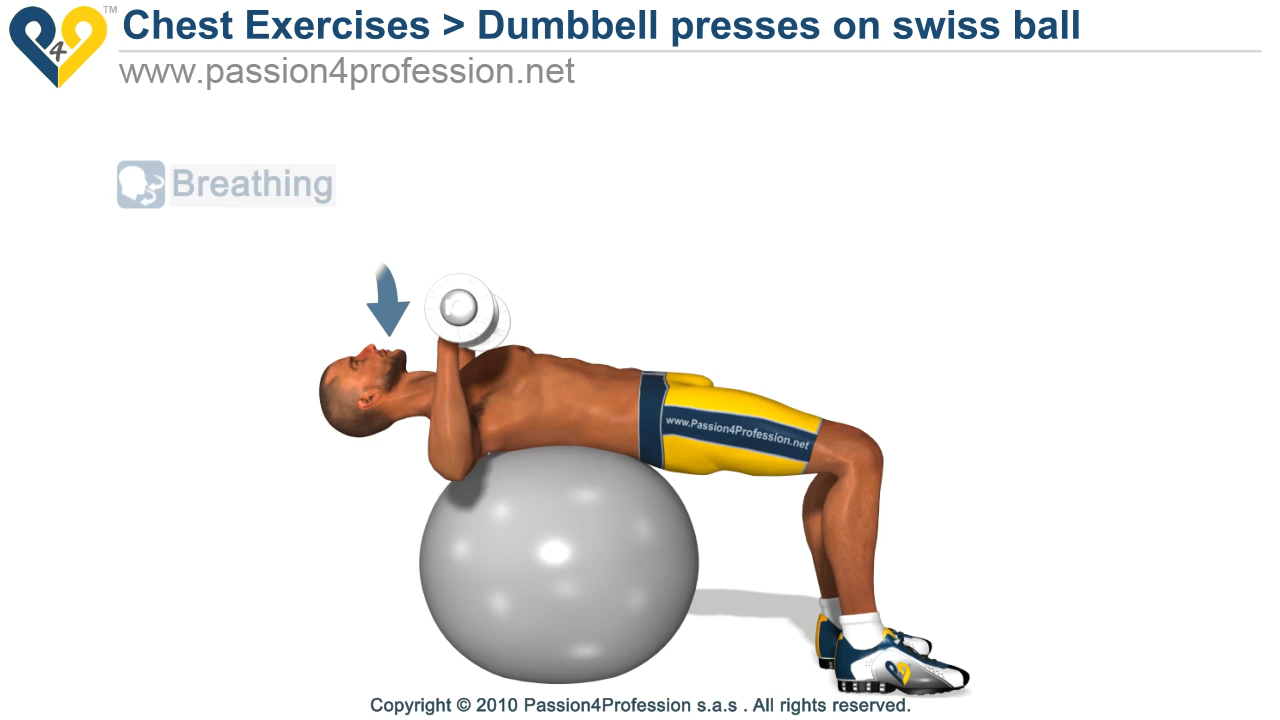 P4P™
Chest Exercises > Dumbbell presses on swiss ball
www.passion4profession.net
Breathing
www.Passion4Profession.net
Copyright © 2010 Passion4Profession s.a.s . All rights reserved.